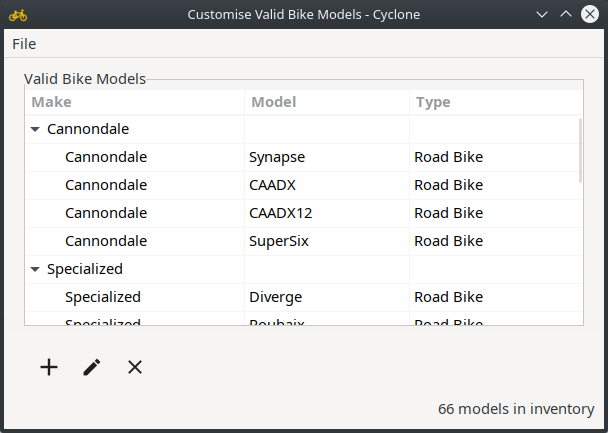 Customise Valid Bike Models - Cyclone
File
Valid Bike Models
Make Model Type
Cannondale
Cannondale Synapse Road Bike
Cannondale CAADX Road Bike
Cannondale CAADX12 Road Bike
Cannondale SuperSix Road Bike
Specialized
Specialized Diverge Road Bike
Specialized Roubaix Road Bike
66 models in inventory